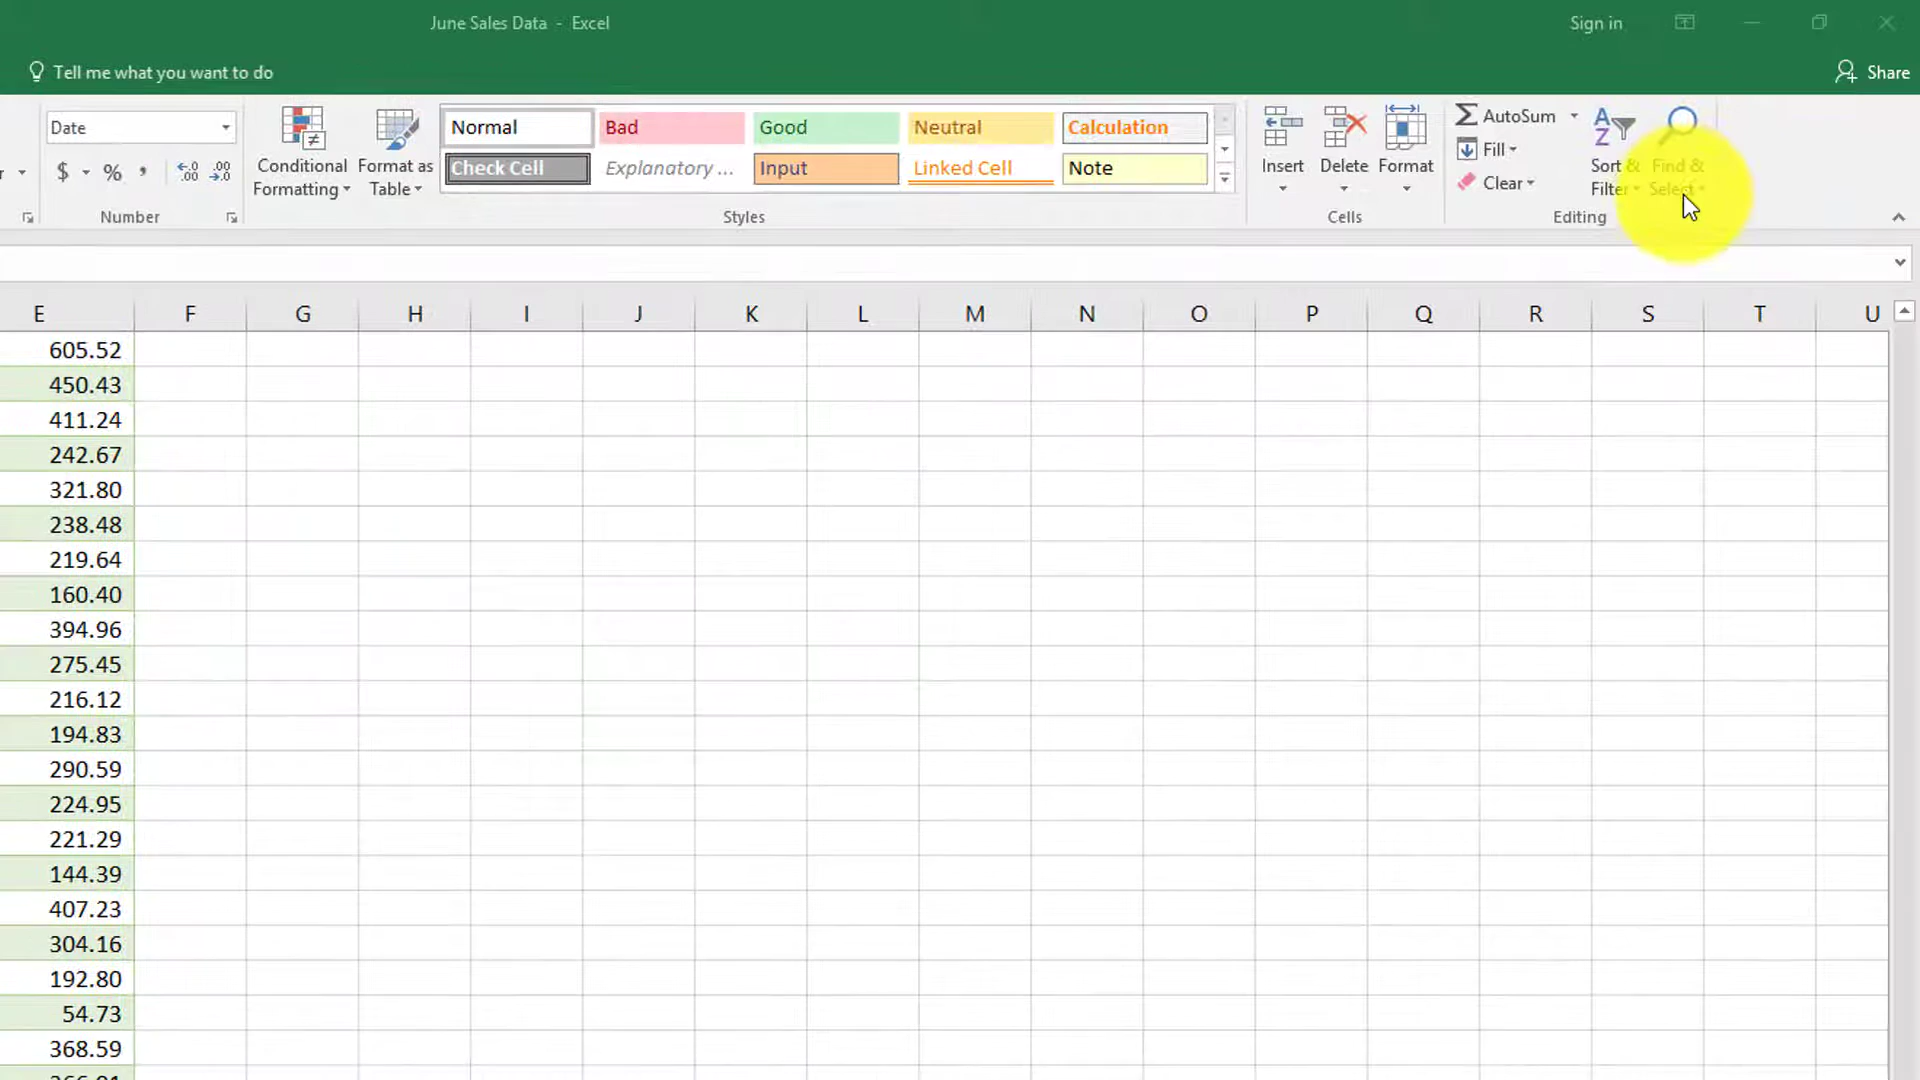 June Sales Data - Excel
Sign in
Tell me what you want to do
Share
Date
$ % ,
Number
Conditional
Formatting
Format as
Table
Normal
Bad
Good
Neutral
Calculation
Check Cell
Explanatory ...
Input
Linked Cell
Note
Styles
Insert
Delete
Format
Cells
AutoSum
Fill
Clear
Sort &
Filter
Find &
Select
Editing
E F G H I J K L M N O P Q R S T U
605.52
450.43
411.24
242.67
321.80
238.48
219.64
160.40
394.96
275.45
216.12
194.83
290.59
224.95
221.29
144.39
407.23
304.16
192.80
54.73
368.59